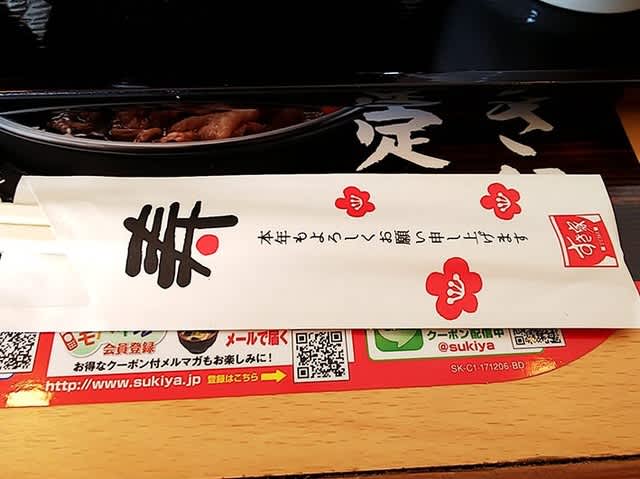 定
寿
本年もよろしくお願い申し上げます
すき家
会員登録
メールで届く
お得なクーポン付メルマガもお楽しみに!
http://www.sukiya.jp
登録はこちら
クーポン配信中
@sukiya
SK-C1-171206-BD